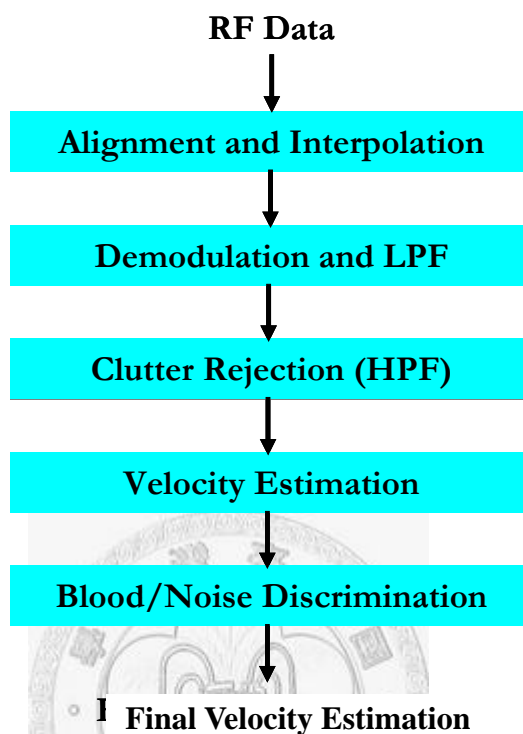 RF Data
Alignment and Interpolation
Demodulation and LPF
Clutter Rejection (HPF)
Velocity Estimation
Blood/Noise Discrimination
Final Velocity Estimation